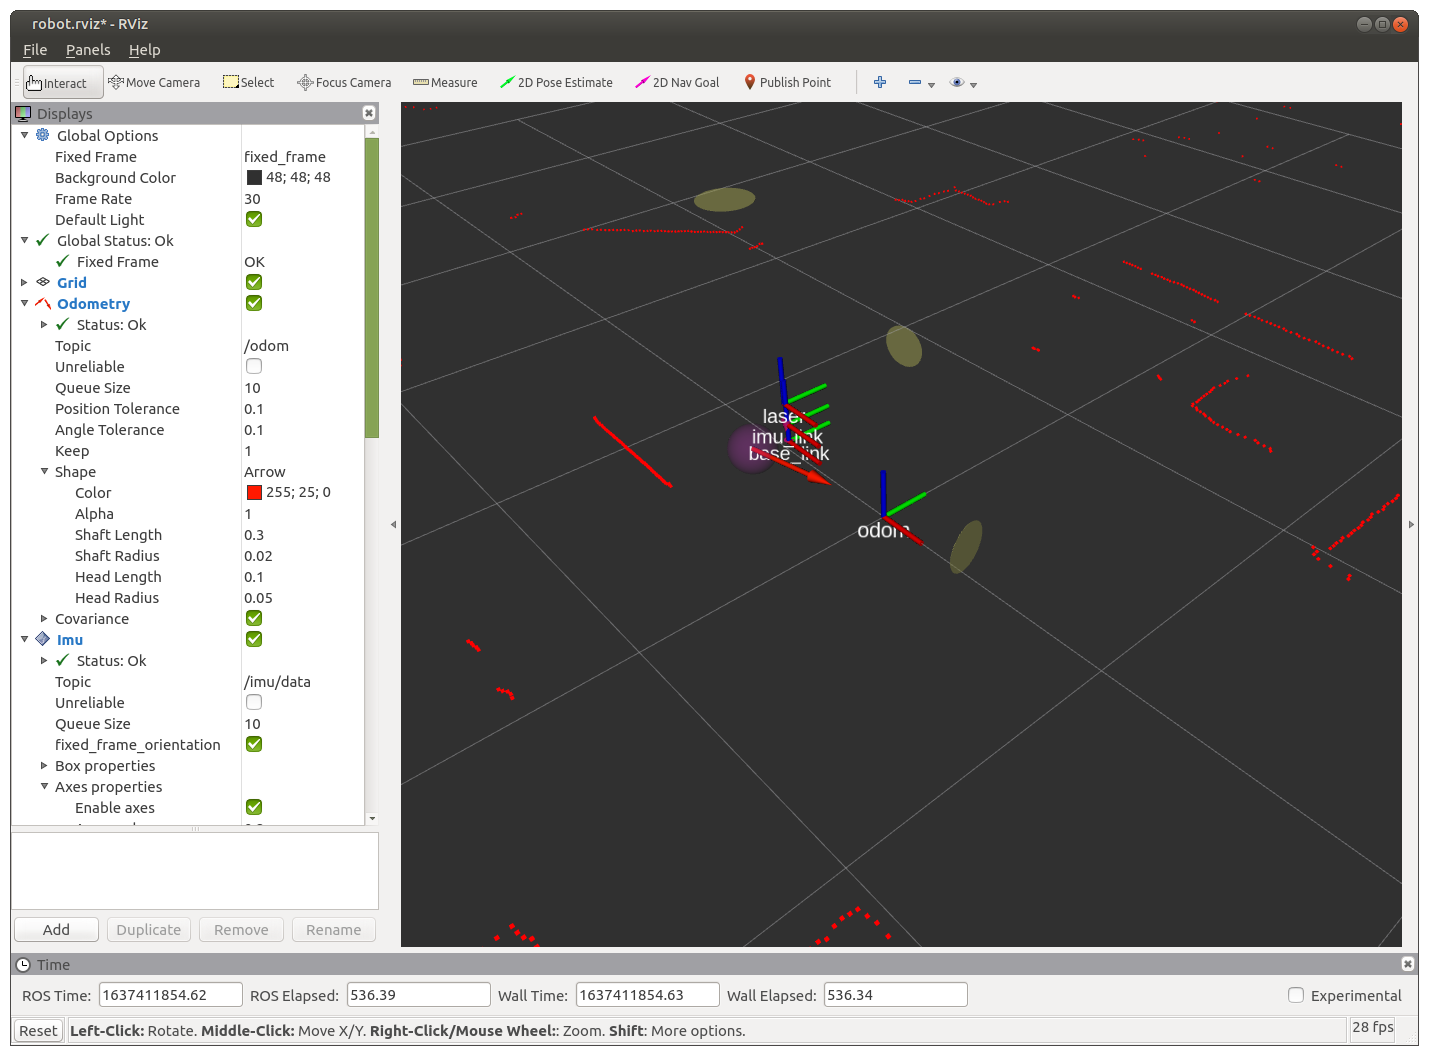 robot.rviz* - RViz
File Panels Help
Interact Move Camera Select Focus Camera Measure 2D Pose Estimate 2D Nav Goal Publish Point
Displays
Global Options
Fixed Frame fixed_frame
Background Color 48; 48; 48
Frame Rate 30
Default Light
Global Status: Ok
Fixed Frame OK
Grid
Odometry
Status: Ok
Topic /odom
Unreliable
Queue Size 10
Position Tolerance 0.1
Angle Tolerance 0.1
Keep 1
Shape Arrow
Color 255; 25; 0
Alpha 1
Shaft Length 0.3
Shaft Radius 0.02
Head Length 0.1
Head Radius 0.05
Covariance
Imu
Status: Ok
Topic /imu/data
Unreliable
Queue Size 10
fixed_frame_orientation
Box properties
Axes properties
Enable axes
laser
imu_link
base_link
odom
Add Duplicate Remove Rename
Time
ROS Time: 1637411854.62 ROS Elapsed: 536.39 Wall Time: 1637411854.63 Wall Elapsed: 536.34 Experimental
Reset Left-Click: Rotate. Middle-Click: Move X/Y. Right-Click/Mouse Wheel:: Zoom. Shift: More options. 28 fps